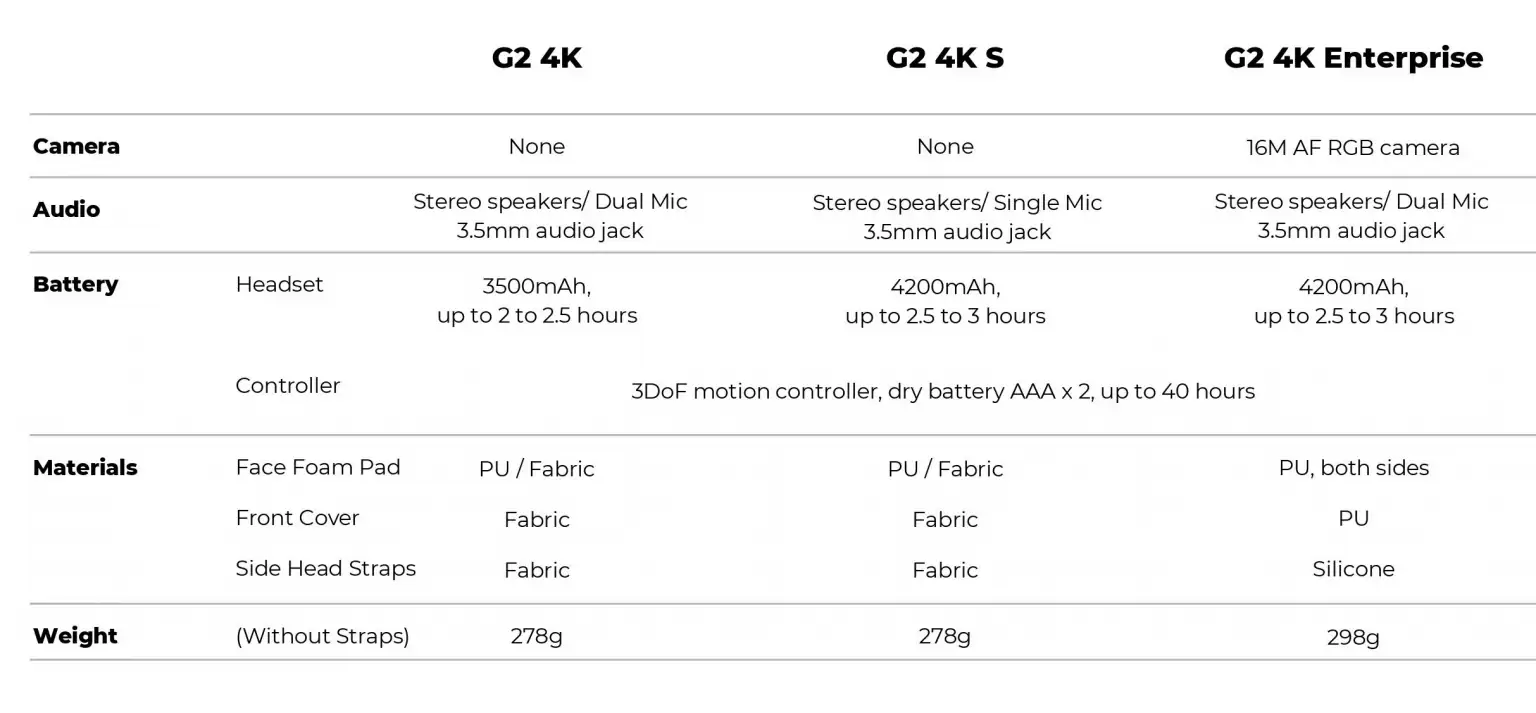 G2 4K G2 4K S G2 4K Enterprise
Camera None None 16M AF RGB camera
Audio Stereo speakers/ Dual Mic Stereo speakers/ Single Mic Stereo speakers/ Dual Mic
3.5mm audio jack 3.5mm audio jack 3.5mm audio jack
Battery Headset 3500mAh, 4200mAh, 4200mAh,
up to 2 to 2.5 hours up to 2.5 to 3 hours up to 2.5 to 3 hours
Controller 3DoF motion controller, dry battery AAA x 2, up to 40 hours
Materials Face Foam Pad PU / Fabric PU / Fabric PU, both sides
Front Cover Fabric Fabric PU
Side Head Straps Fabric Fabric Silicone
Weight (Without Straps) 278g 278g 298g